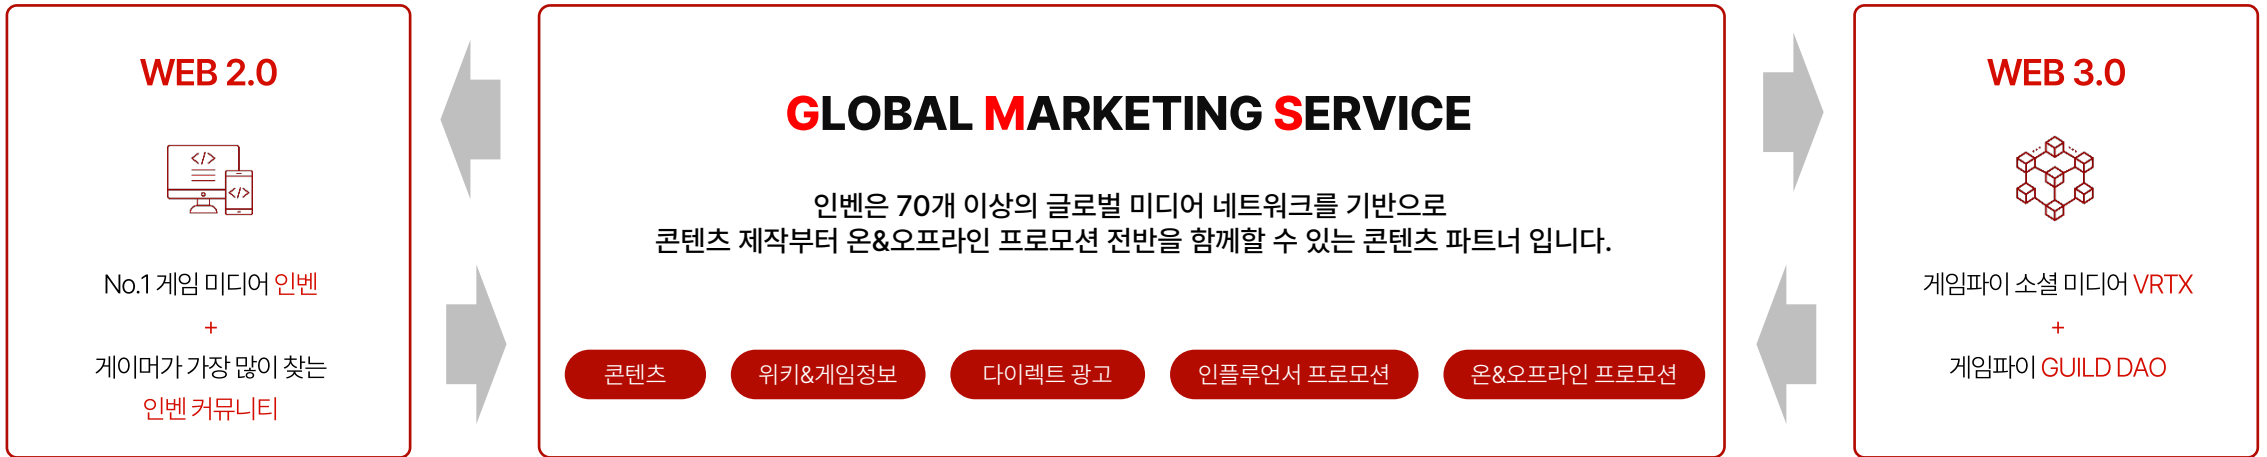 WEB 2.0
No.1 게임 미디어 인벤
+
게이머가 가장 많이 찾는
인벤 커뮤니티
GLOBAL MARKETING SERVICE
인벤은 70개 이상의 글로벌 미디어 네트워크를 기반으로
콘텐츠 제작부터 온&오프라인 프로모션 전반을 함께할 수 있는 콘텐츠 파트너 입니다.
콘텐츠
위키&게임정보
다이렉트 광고
인플루언서 프로모션
온&오프라인 프로모션
WEB 3.0
게임파이 소셜 미디어 VRTX
+
게임파이 GUILD DAO